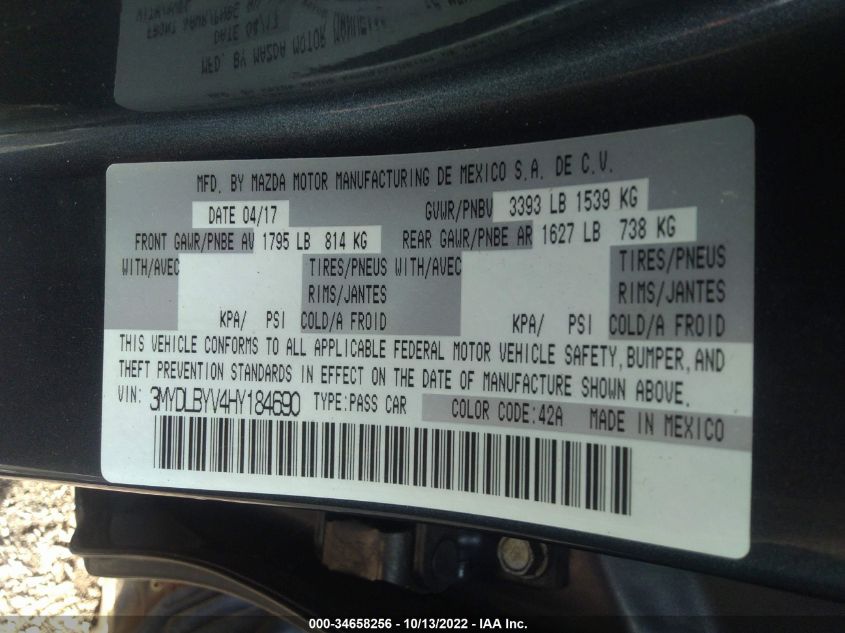 MFD. BY MAZDA MOTOR MANUFACTURING DE MEXICO S.A. DE C.V.
DATE 04/17 GVWR/PNBV 3393 LB 1539 KG
FRONT GAWR/PNBE AV 1795 LB 814 KG REAR GAWR/PNBE AR 1627 LB 738 KG
WITH/AVEC TIRES/PNEUS WITH/AVEC TIRES/PNEUS
RIMS/JANTES RIMS/JANTES
KPA/ PSI COLD/A FROID KPA/ PSI COLD/A FROID
THIS VEHICLE CONFORMS TO ALL APPLICABLE FEDERAL MOTOR VEHICLE SAFETY, BUMPER, AND
THEFT PREVENTION STANDARDS IN EFFECT ON THE DATE OF MANUFACTURE SHOWN ABOVE.
VIN: 3MYDLBYV4HY184690 TYPE:PASS CAR COLOR CODE:42A MADE IN MEXICO
000-34658256 - 10/13/2022 - IAA Inc.